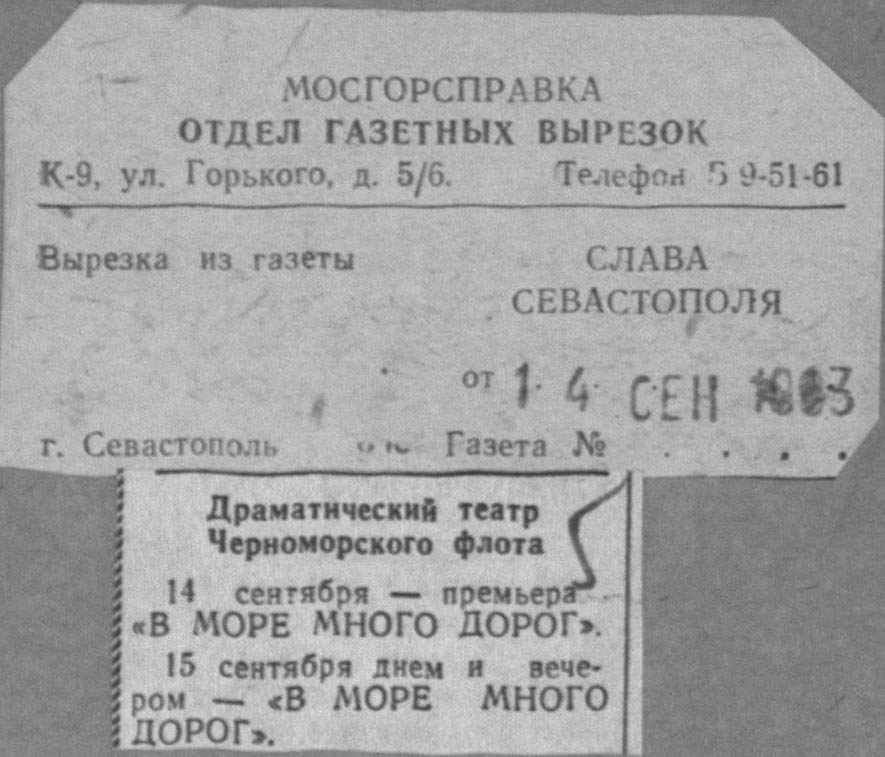 МОСГОРСПРАВКА
ОТДЕЛ ГАЗЕТНЫХ ВЫРЕЗОК
К-9, ул. Горького, д. 5/6. Телефон 5 9-51-61
Вырезка из газеты СЛАВА
СЕВАСТОПОЛЯ
от 14 СЕН
г. Севастополь Газета № . . . .
Драматический театр
Черноморского флота
14 сентября — премьера
«В МОРЕ МНОГО ДОРОГ».
15 сентября днем и вече-
ром — «В МОРЕ МНОГО
ДОРОГ».